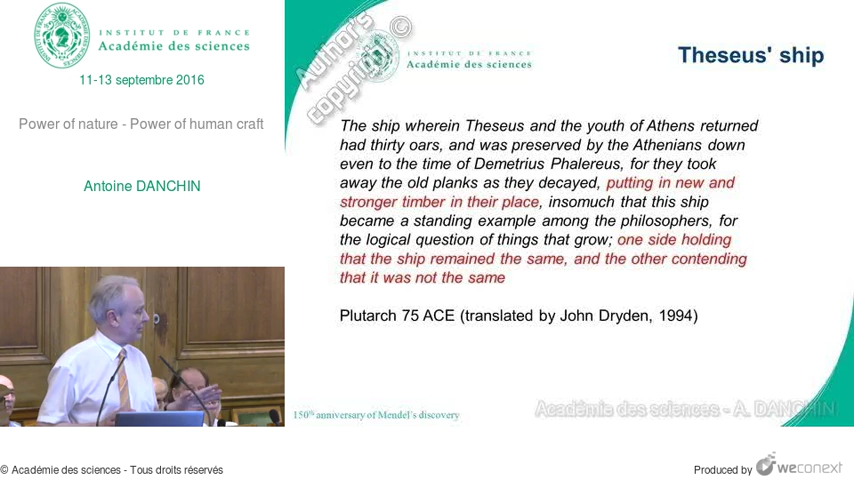 INSTITUT DE FRANCE
Académie des sciences
11-13 septembre 2016
Power of nature - Power of human craft
Antoine DANCHIN
Author's
copyright ©
INSTITUT DE FRANCE
Académie des sciences
Theseus' ship
The ship wherein Theseus and the youth of Athens returned
had thirty oars, and was preserved by the Athenians down
even to the time of Demetrius Phalereus, for they took
away the old planks as they decayed, putting in new and
stronger timber in their place, insomuch that this ship
became a standing example among the philosophers, for
the logical question of things that grow; one side holding
that the ship remained the same, and the other contending
that it was not the same
Plutarch 75 ACE (translated by John Dryden, 1994)
150th anniversary of Mendel's discovery
Académie des sciences - A. DANCHIN
© Académie des sciences - Tous droits réservés
Produced by weconext